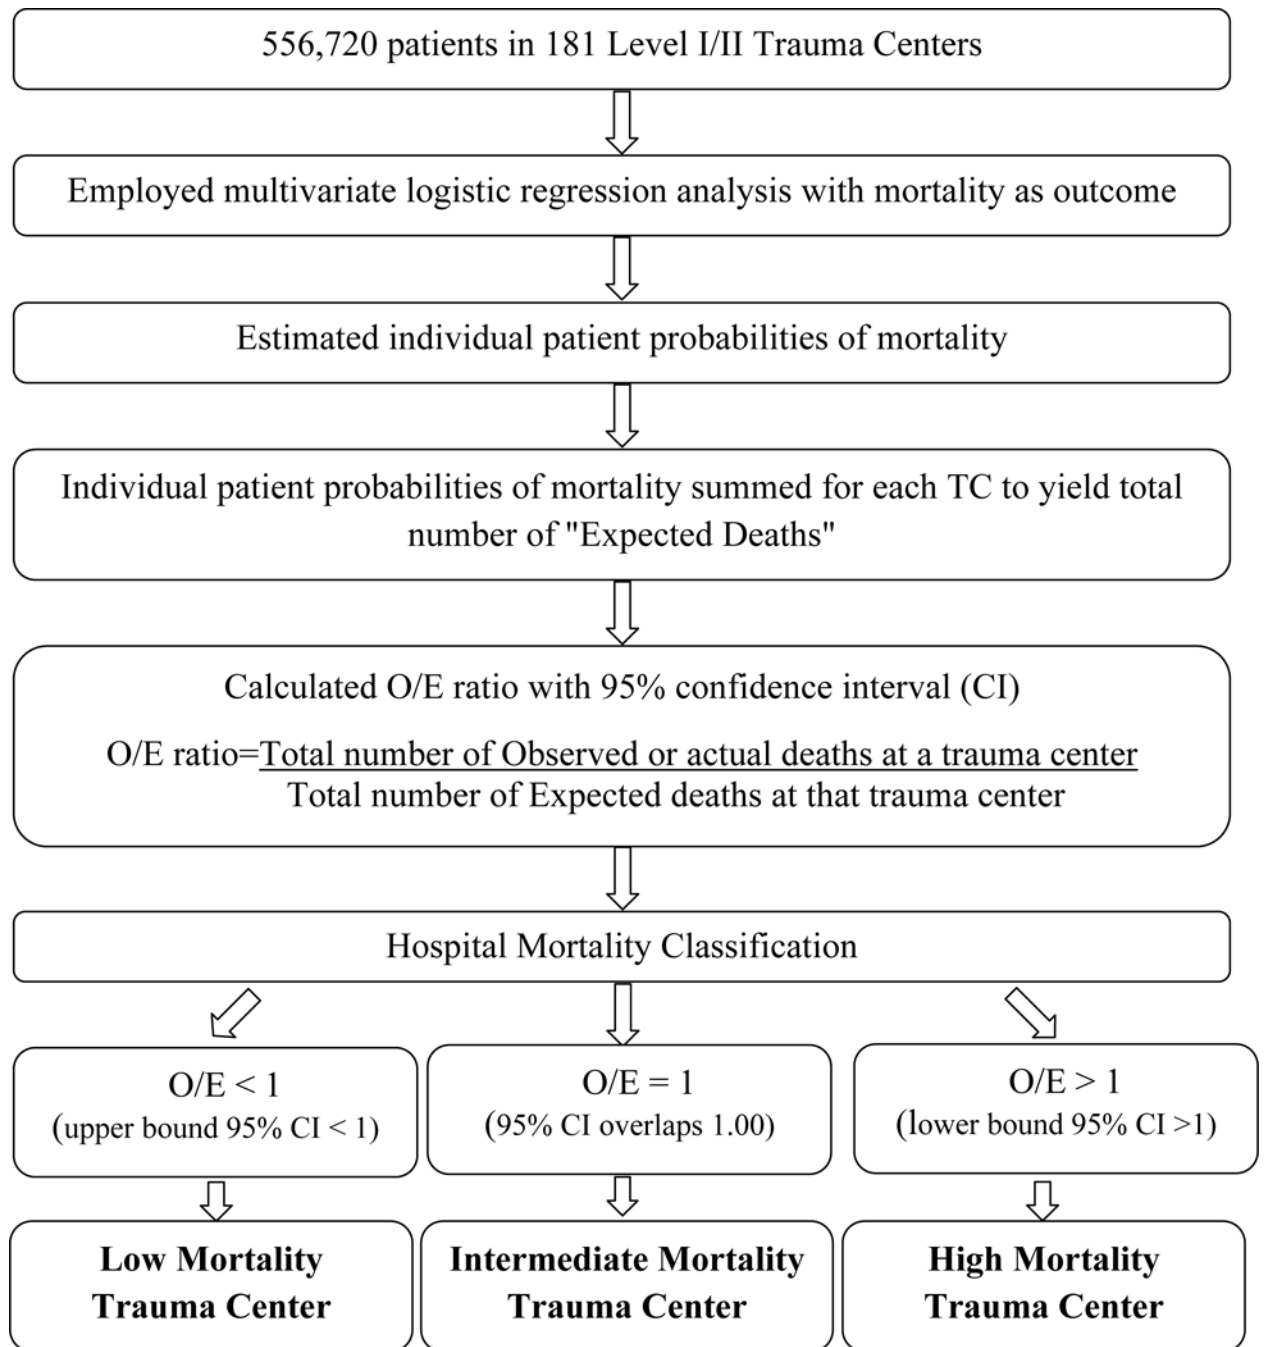 556,720 patients in 181 Level I/II Trauma Centers
Employed multivariate logistic regression analysis with mortality as outcome
Estimated individual patient probabilities of mortality
Individual patient probabilities of mortality summed for each TC to yield total
number of "Expected Deaths"
Calculated O/E ratio with 95% confidence interval (CI)
O/E ratio=Total number of Observed or actual deaths at a trauma center
Total number of Expected deaths at that trauma center
Hospital Mortality Classification
O/E < 1
(upper bound 95% CI < 1)
O/E = 1
(95% CI overlaps 1.00)
O/E > 1
(lower bound 95% CI >1)
Low Mortality
Trauma Center
Intermediate Mortality
Trauma Center
High Mortality
Trauma Center